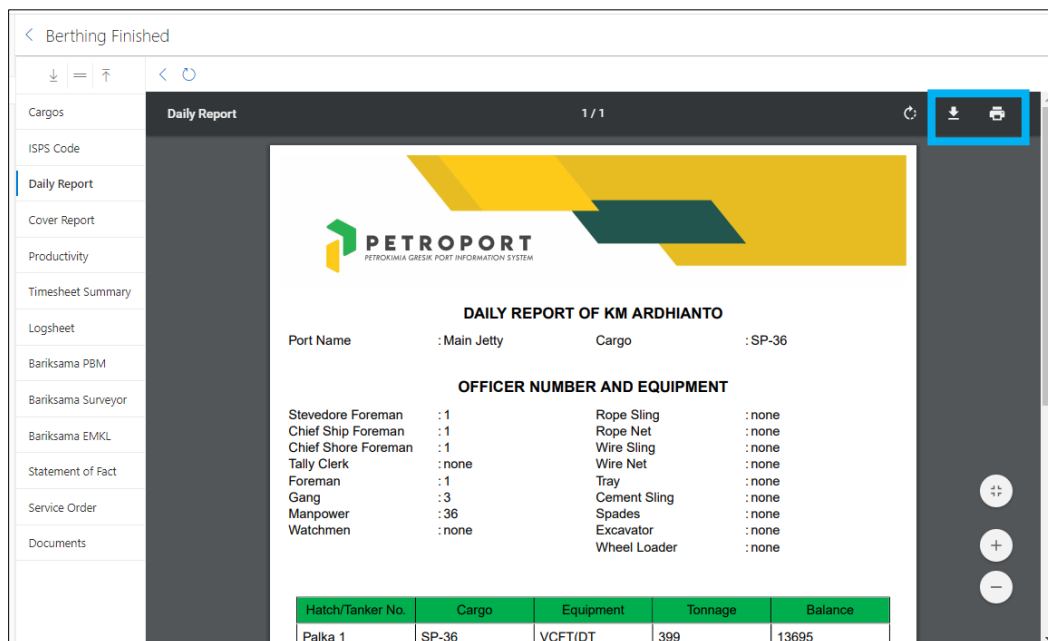 Berthing Finished
Cargos
ISPS Code
Daily Report
Cover Report
Productivity
Timesheet Summary
Logsheet
Bariksama PBM
Bariksama Surveyor
Bariksama EMKL
Statement of Fact
Service Order
Documents
Daily Report 1 / 1
PETROPORT
PETROKIMIA GRESIK PORT INFORMATION SYSTEM
DAILY REPORT OF KM ARDHIANTO
Port Name : Main Jetty Cargo : SP-36
OFFICER NUMBER AND EQUIPMENT
Stevedore Foreman : 1 Rope Sling : none
Chief Ship Foreman : 1 Rope Net : none
Chief Shore Foreman : 1 Wire Sling : none
Tally Clerk : none Wire Net : none
Foreman : 1 Tray : none
Gang : 3 Cement Sling : none
Manpower : 36 Spades : none
Watchmen : none Excavator : none
Wheel Loader : none
Hatch/Tanker No. Cargo Equipment Tonnage Balance
Palka 1 SP-36 VCFT(DT 399 13695